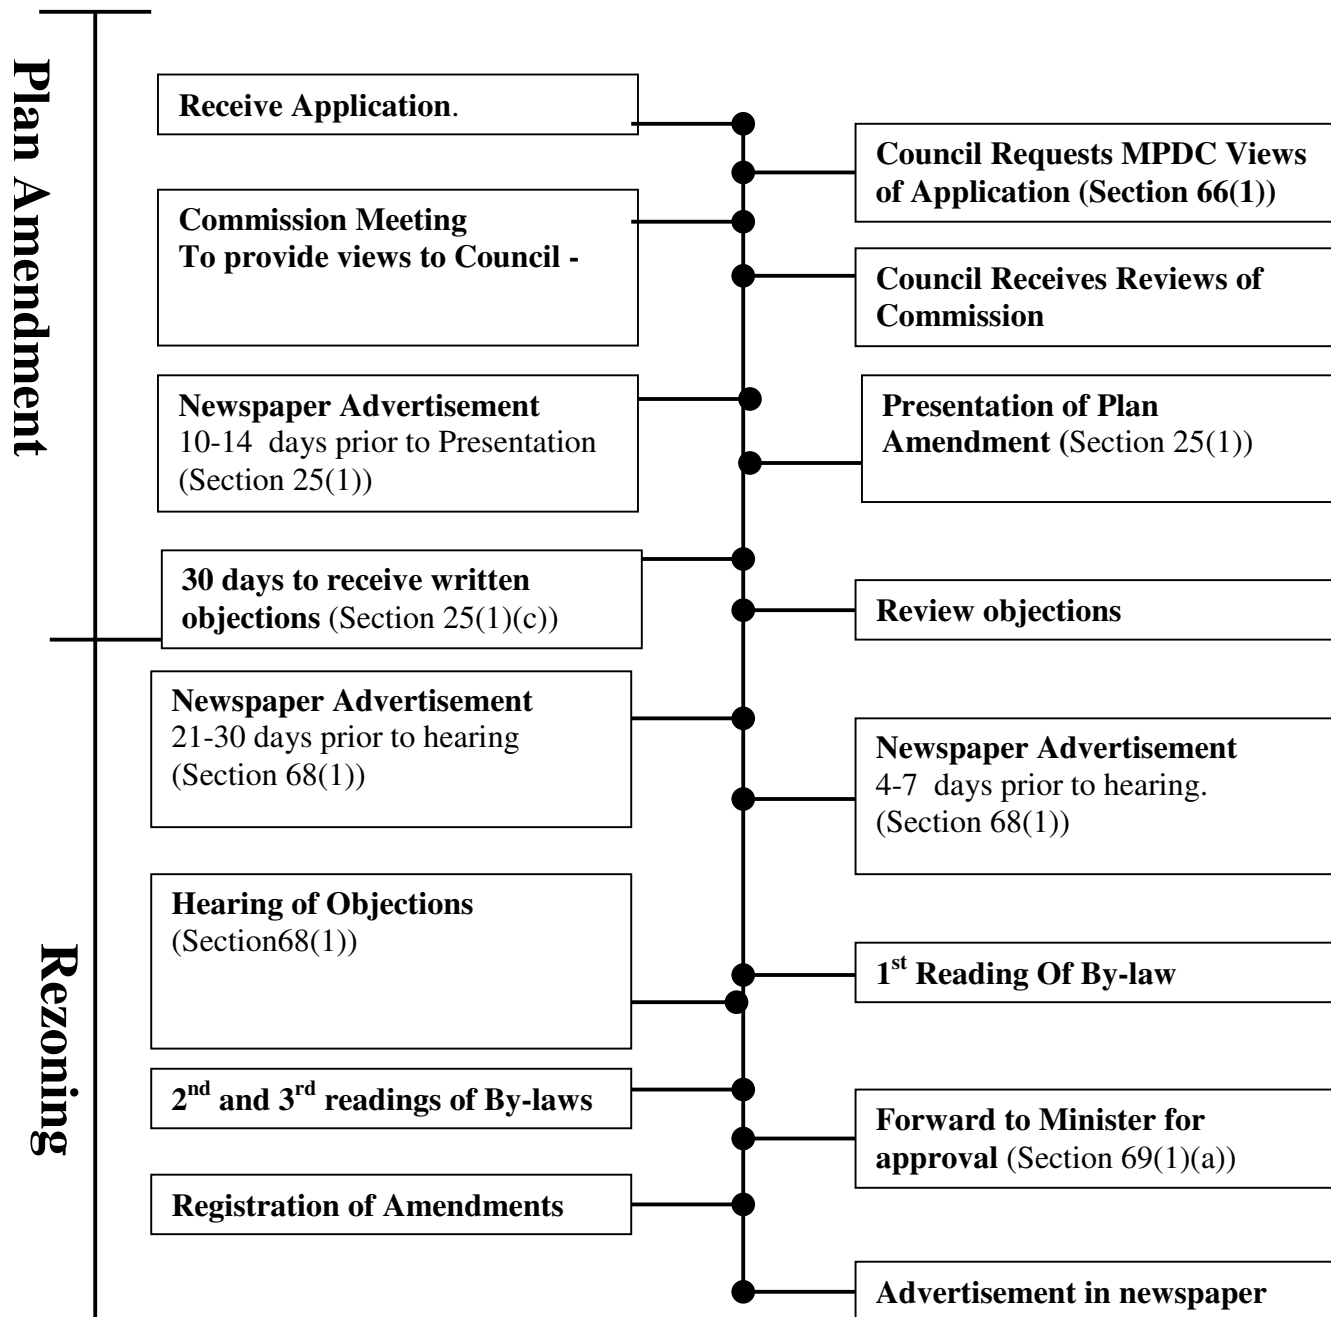 Plan Amendment
Receive Application.
Council Requests MPDC Views
of Application (Section 66(1))
Commission Meeting
To provide views to Council -
Council Receives Reviews of
Commission
Newspaper Advertisement
10-14 days prior to Presentation
(Section 25(1))
Presentation of Plan
Amendment (Section 25(1))
30 days to receive written
objections (Section 25(1)(c))
Review objections
Rezoning
Newspaper Advertisement
21-30 days prior to hearing
(Section 68(1))
Newspaper Advertisement
4-7 days prior to hearing.
(Section 68(1))
Hearing of Objections
(Section68(1))
1st Reading Of By-law
2nd and 3rd readings of By-laws
Forward to Minister for
approval (Section 69(1)(a))
Registration of Amendments
Advertisement in newspaper